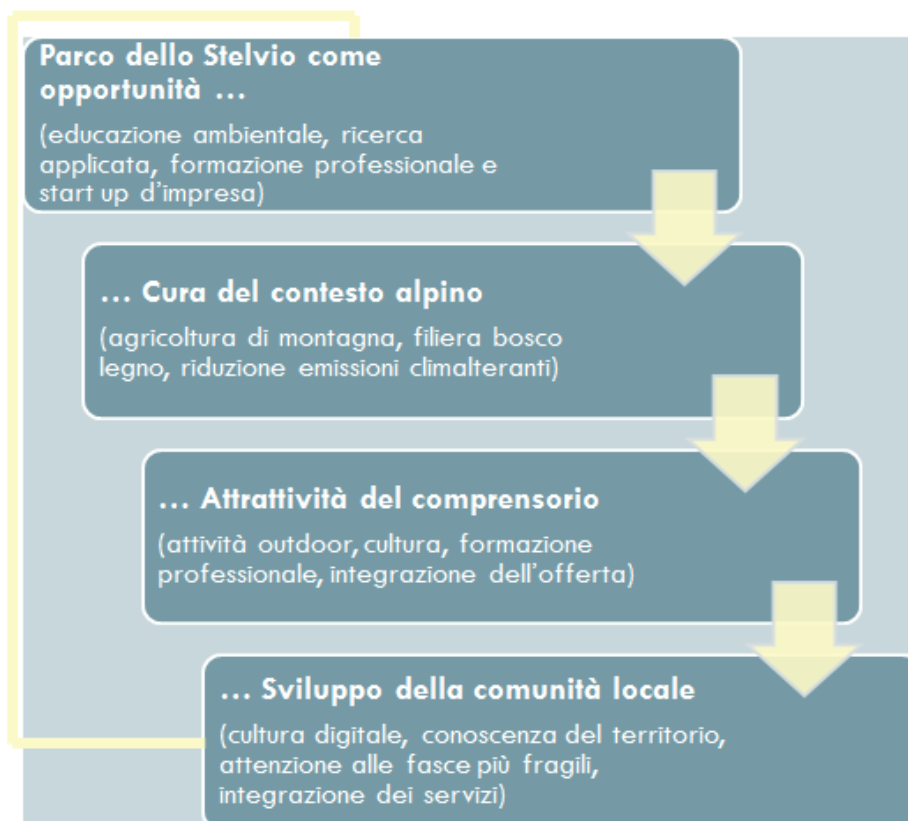 Parco dello Stelvio come
opportunità ...
(educazione ambientale, ricerca
applicata, formazione professionale e
start up d'impresa)
... Cura del contesto alpino
(agricoltura di montagna, filiera bosco
legno, riduzione emissioni climalteranti)
... Attrattività del comprensorio
(attività outdoor, cultura, formazione
professionale, integrazione dell'offerta)
... Sviluppo della comunità locale
(cultura digitale, conoscenza del territorio,
attenzione alle fasce più fragili,
integrazione dei servizi)